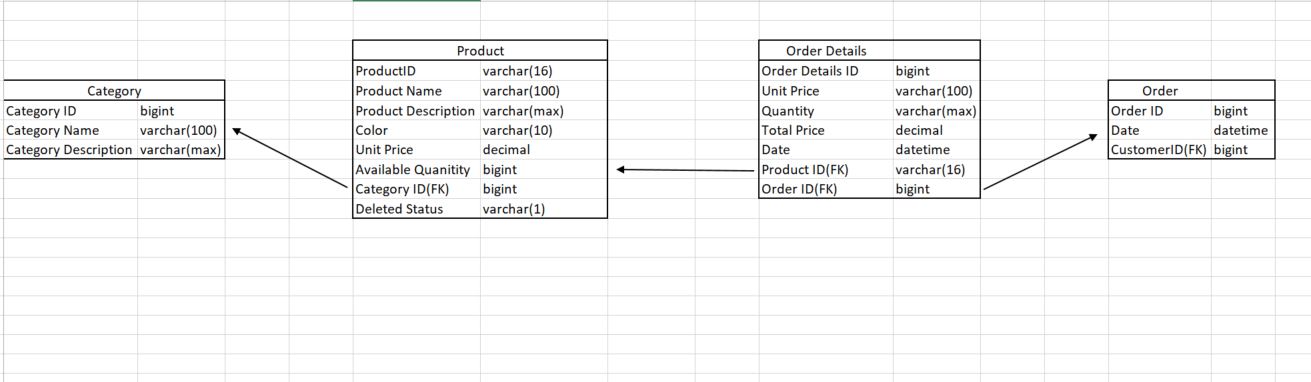 Category
Category ID bigint
Category Name varchar(100)
Category Description varchar(max)
Product
ProductID varchar(16)
Product Name varchar(100)
Product Description varchar(max)
Color varchar(10)
Unit Price decimal
Available Quanitity bigint
Category ID(FK) bigint
Deleted Status varchar(1)
Order Details
Order Details ID bigint
Unit Price varchar(100)
Quantity varchar(max)
Total Price decimal
Date datetime
Product ID(FK) varchar(16)
Order ID(FK) bigint
Order
Order ID bigint
Date datetime
CustomerID(FK) bigint